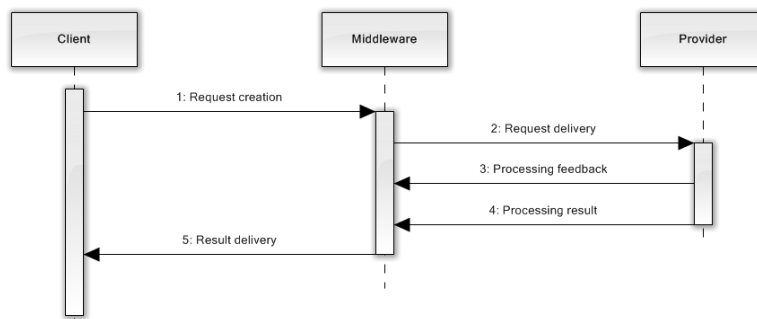 Client
Middleware
Provider
1: Request creation
2: Request delivery
3: Processing feedback
4: Processing result
5: Result delivery